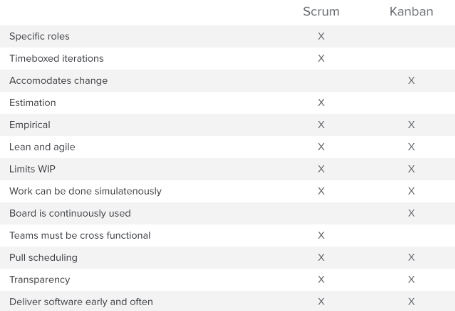 Scrum Kanban
Specific roles X
Timeboxed iterations X
Accomodates change X
Estimation X
Empirical X X
Lean and agile X X
Limits WIP X X
Work can be done simulatenously X X
Board is continuously used X
Teams must be cross functional X
Pull scheduling X X
Transparency X X
Deliver software early and often X X